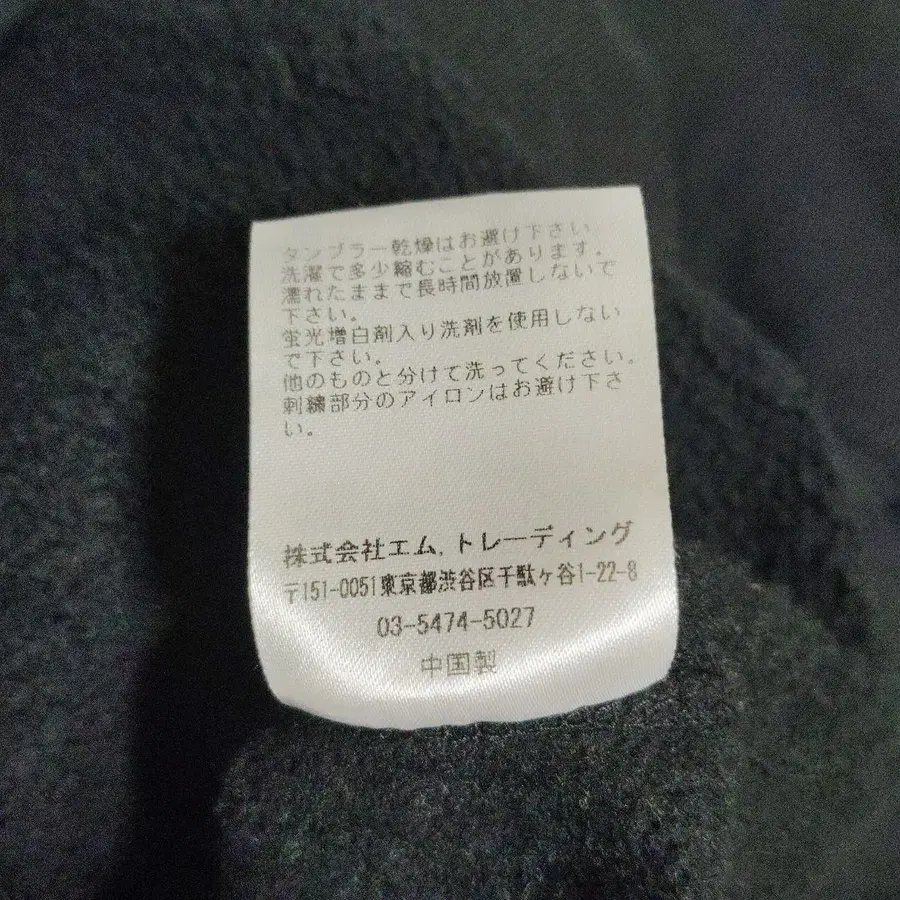 タンブラー乾燥はお避け下さい
洗濯で多少縮むことがあります。
濡れたままで長時間放置しないで
下さい。
蛍光増白剤入り洗剤を使用しない
で下さい。
他のものと分けて洗ってください。
刺繍部分のアイロンはお避け下さ
い。
株式会社エム.トレーディング
〒151-0051東京都渋谷区千駄ヶ谷1-22-8
03-5474-5027
中国製